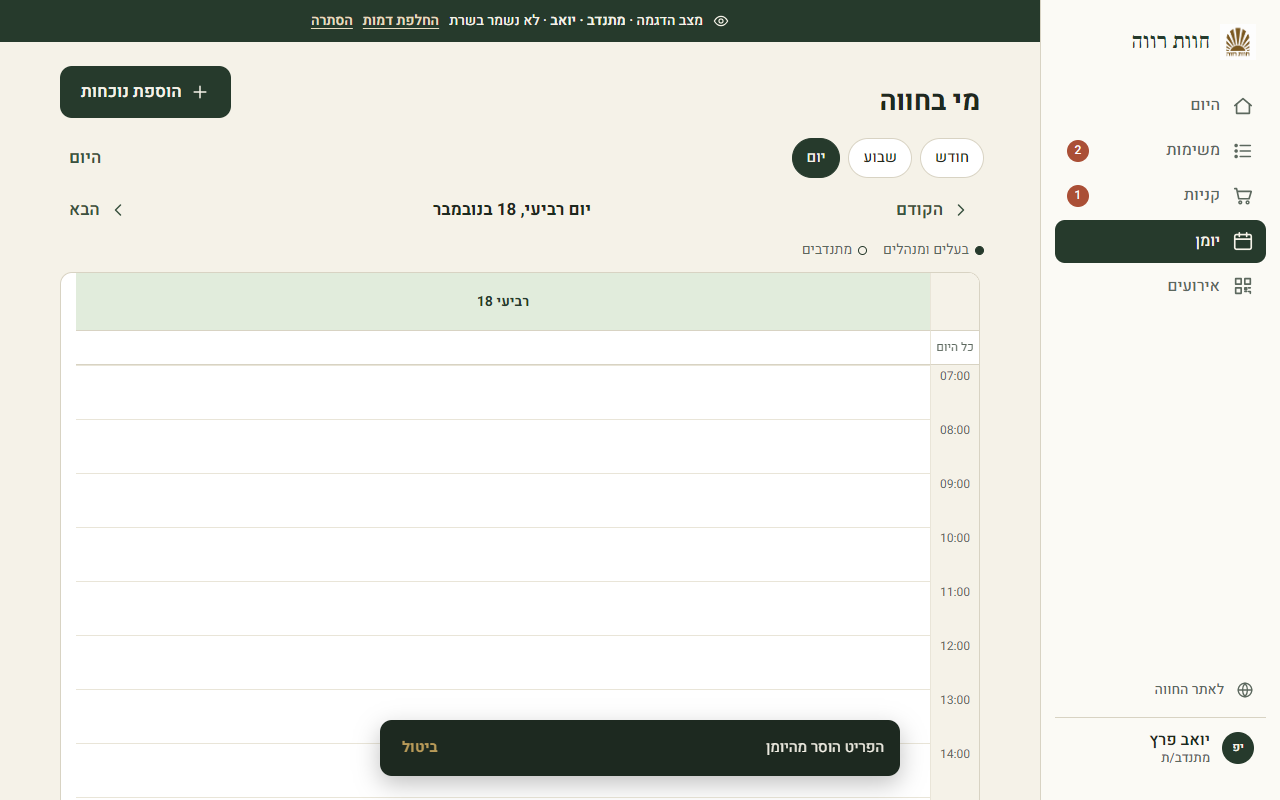 מצב הדגמה · מתנדב · יואב · לא נשמר בשרת החלפת דמות הסתרה
חוות רווה
היום
משימות 2
קניות 1
יומן
אירועים
לאתר החווה
יפ יואב פרץ
מתנדב/ת
מי בחווה
הוספת נוכחות
חודש שבוע יום
היום
הקודם
יום רביעי, 18 בנובמבר
הבא
בעלים ומנהלים מתנדבים
רביעי 18
כל היום
07:00
08:00
09:00
10:00
11:00
12:00
13:00
14:00
הפריט הוסר מהיומן ביטול